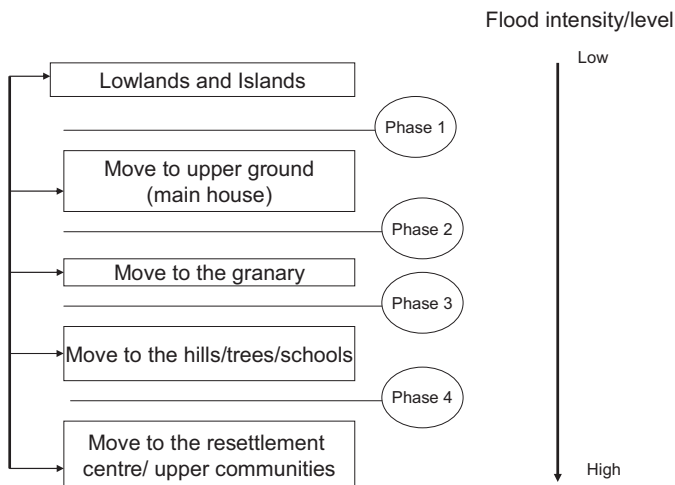 Flood intensity/level
Low
Lowlands and Islands
Phase 1
Move to upper ground
(main house)
Phase 2
Move to the granary
Phase 3
Move to the hills/trees/schools
Phase 4
Move to the resettlement
centre/ upper communities
High